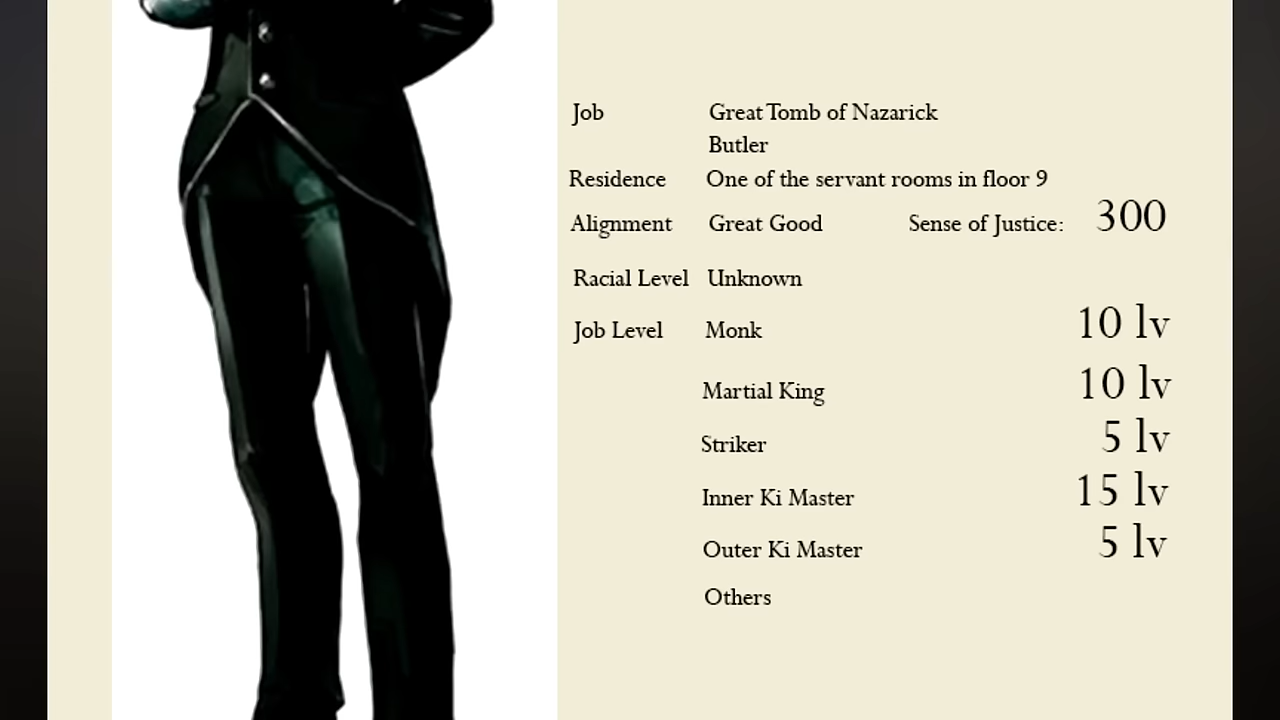 Job Great Tomb of Nazarick
Butler
Residence One of the servant rooms in floor 9
Alignment Great Good Sense of Justice: 300
Racial Level Unknown
Job Level Monk 10 lv
Martial King 10 lv
Striker 5 lv
Inner Ki Master 15 lv
Outer Ki Master 5 lv
Others